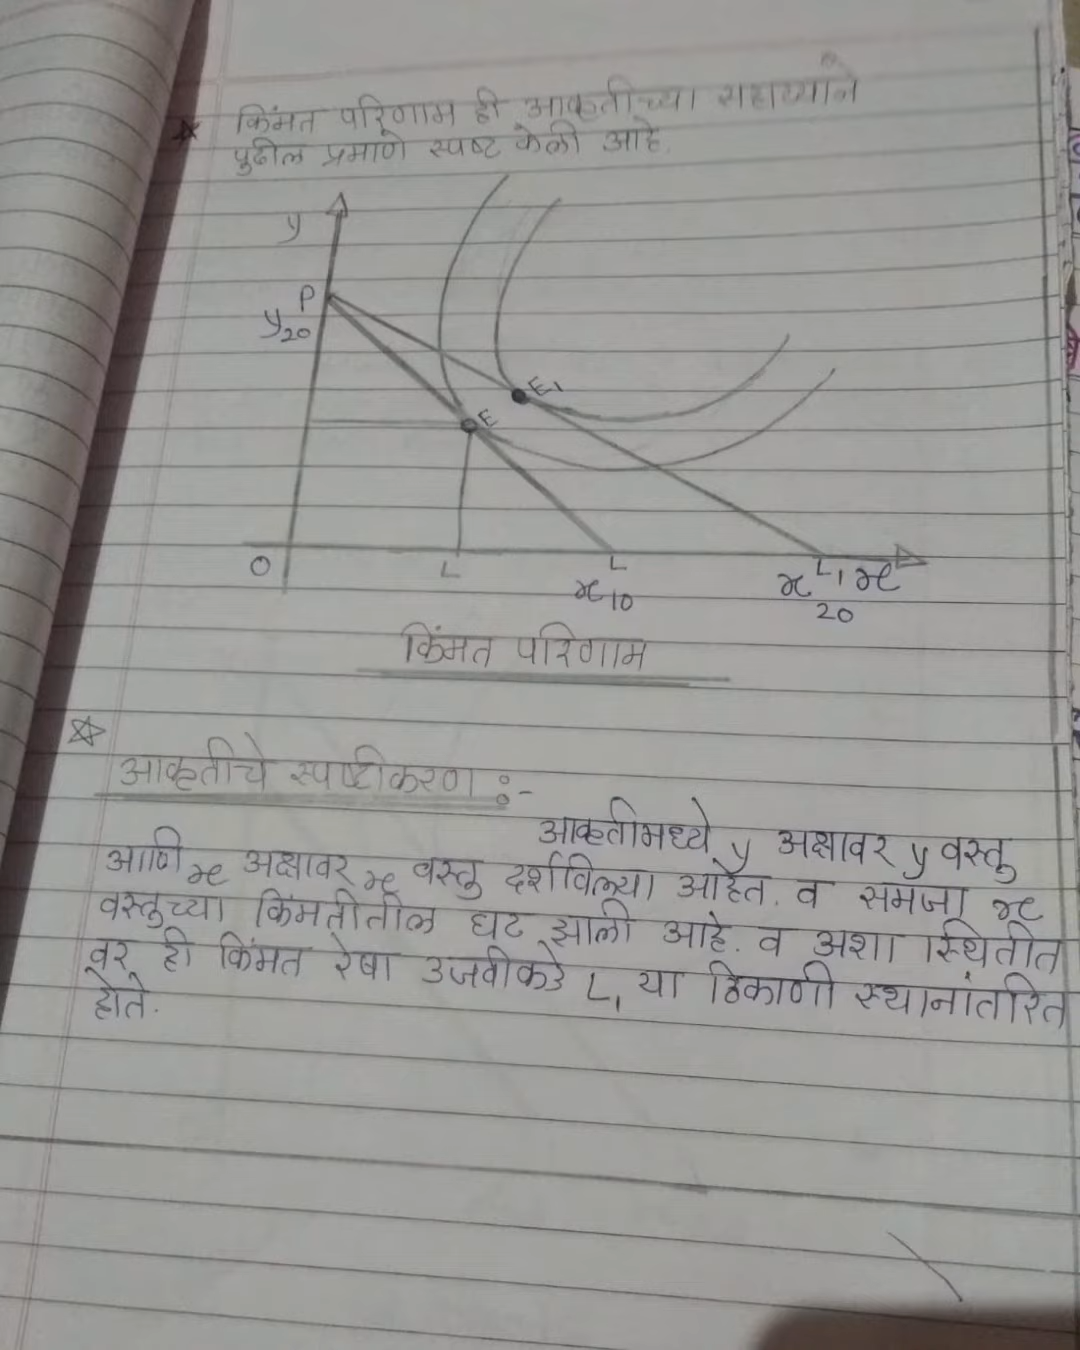 किंमत परिणाम ही आकृतीच्या सहाय्याने
पुढील प्रमाणे स्पष्ट केली आहे.
y
P
y20
E1
E
O
L
L
x10
L1
x
x
20
किंमत परिणाम
आकृतीचे स्पष्टीकरण :-
आकृतीमध्ये y अक्षावर y वस्तु
आणि x अक्षावर x वस्तु दर्शविल्या आहेत. व समजा x
वस्तुच्या किंमतीतील घट झाली आहे. व अशा स्थितीत
वर ही किंमत रेषा उजवीकडे L1 या ठिकाणी स्थानांतरित
होते.